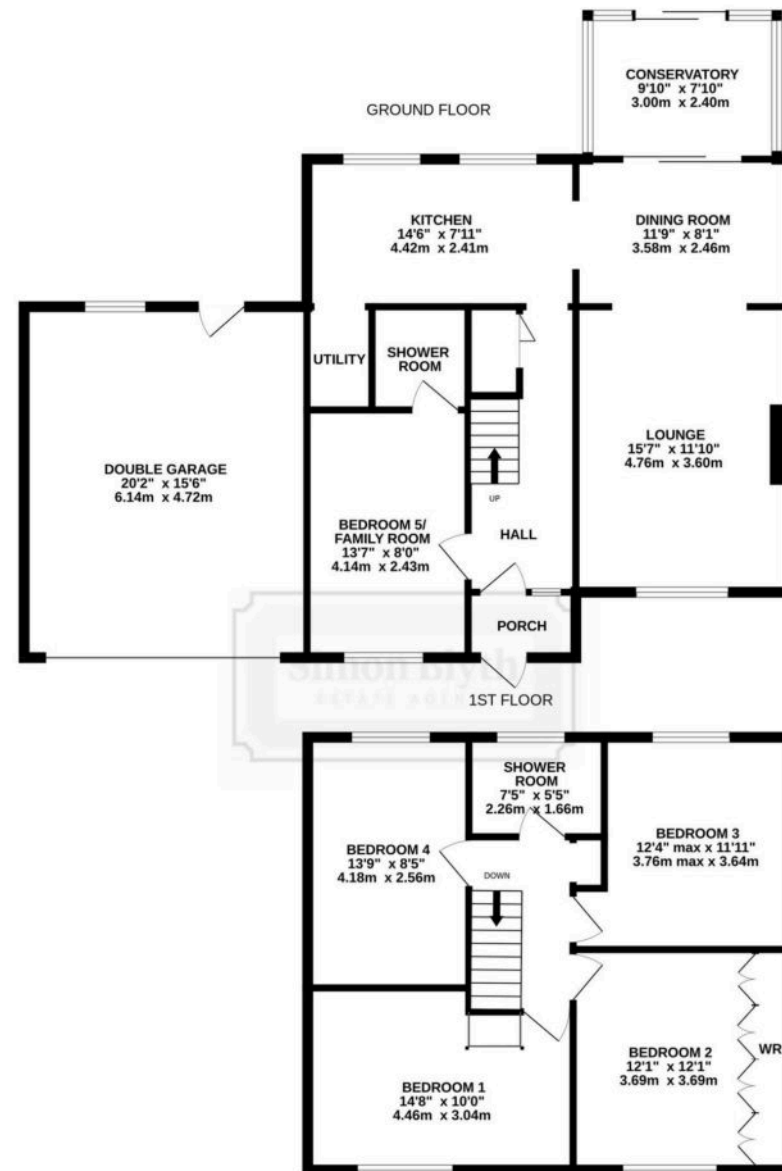 GROUND FLOOR
CONSERVATORY
9'10" x 7'10"
3.00m x 2.40m
KITCHEN
14'6" x 7'11"
4.42m x 2.41m
DINING ROOM
11'9" x 8'1"
3.58m x 2.46m
UTILITY
SHOWER
ROOM
DOUBLE GARAGE
20'2" x 15'6"
6.14m x 4.72m
LOUNGE
15'7" x 11'10"
4.76m x 3.60m
UP
BEDROOM 5/
FAMILY ROOM
13'7" x 8'0"
4.14m x 2.43m
HALL
PORCH
Simon Blyth
ESTATE AGENTS
1ST FLOOR
SHOWER
ROOM
7'5" x 5'5"
2.26m x 1.66m
BEDROOM 4
13'9" x 8'5"
4.18m x 2.56m
DOWN
BEDROOM 3
12'4" max x 11'11"
3.76m max x 3.64m
BEDROOM 1
14'8" x 10'0"
4.46m x 3.04m
BEDROOM 2
12'1" x 12'1"
3.69m x 3.69m
WR